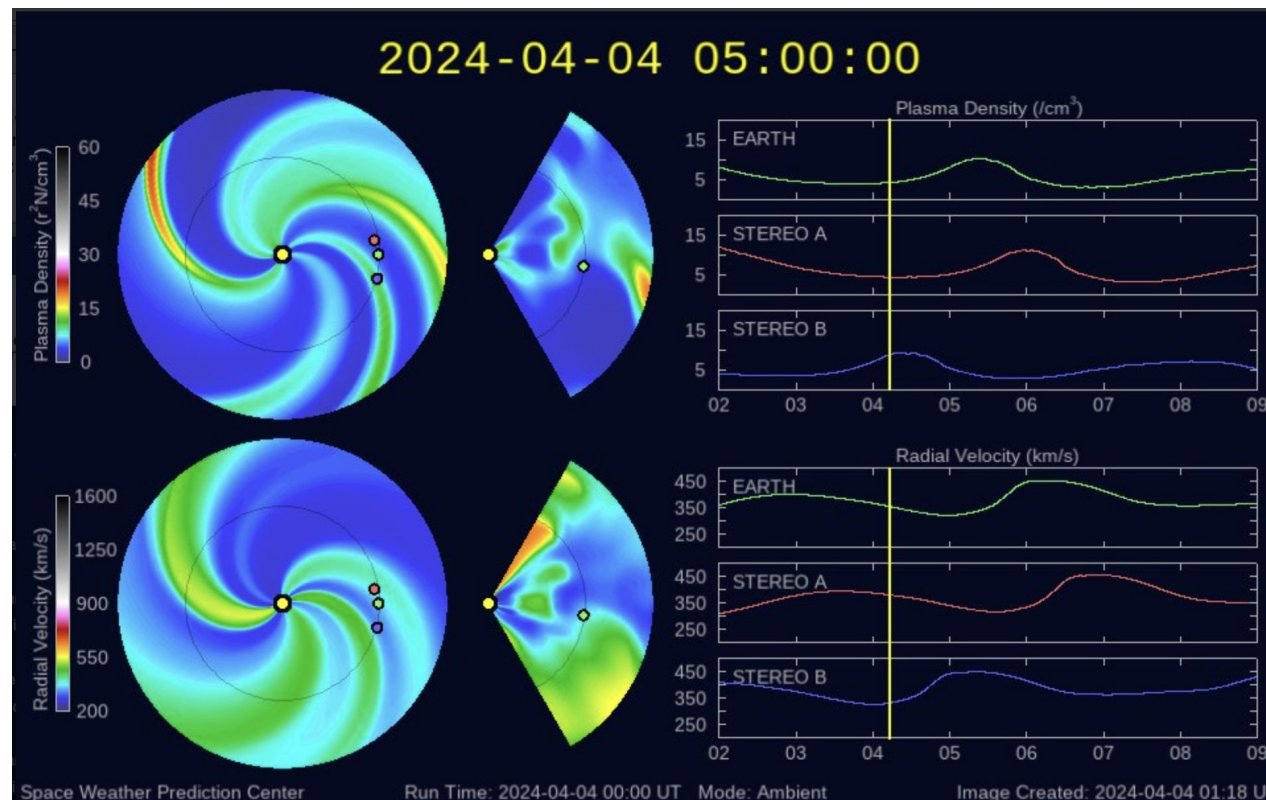 2024-04-04 05:00:00
Plasma Density (r²N/cm³)
60
45
30
15
0
Plasma Density (/cm³)
EARTH
15
5
STEREO A
15
5
STEREO B
15
5
02 03 04 05 06 07 08 09
Radial Velocity (km/s)
1600
1250
900
550
200
Radial Velocity (km/s)
EARTH
450
350
250
STEREO A
450
350
250
STEREO B
450
350
250
02 03 04 05 06 07 08 09
Space Weather Prediction Center Run Time: 2024-04-04 00:00 UT Mode: Ambient Image Created: 2024-04-04 01:18 U